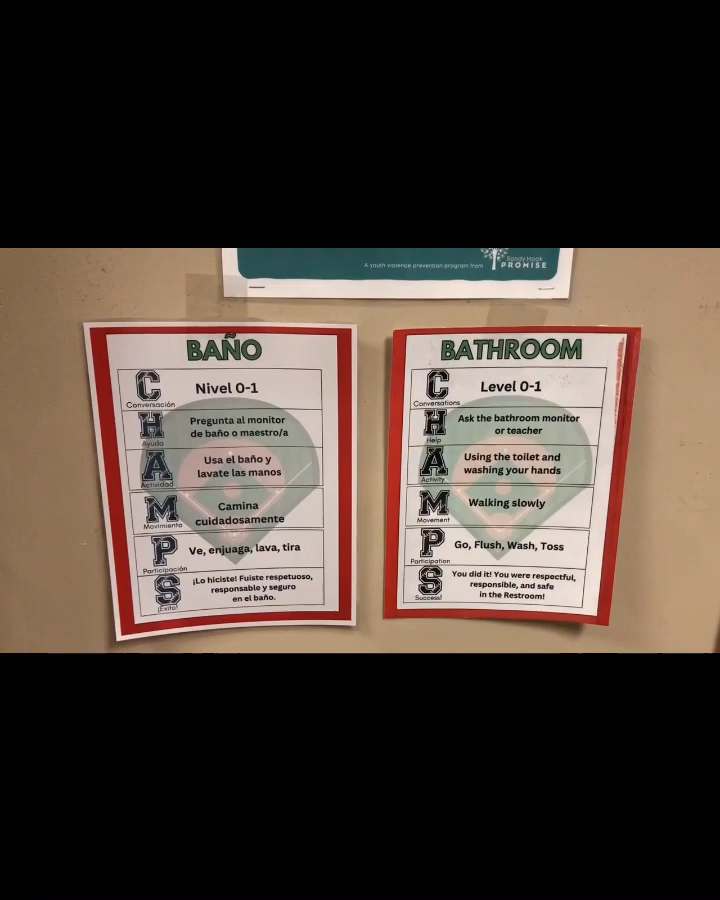 A youth violence prevention program from
Sandy Hook
PROMISE
BAÑO
C
Conversación
Nivel 0-1
H
Ayuda
Pregunta al monitor
de baño o maestro/a
A
Actividad
Usa el baño y
lavate las manos
M
Movimiento
Camina
cuidadosamente
P
Participación
Ve, enjuaga, lava, tira
S
¡Éxito!
¡Lo hiciste! Fuiste respetuoso,
responsable y seguro
en el baño.
BATHROOM
C
Conversations
Level 0-1
H
Help
Ask the bathroom monitor
or teacher
A
Activity
Using the toilet and
washing your hands
M
Movement
Walking slowly
P
Participation
Go, Flush, Wash, Toss
S
Success!
You did it! You were respectful,
responsible, and safe
in the Restroom!